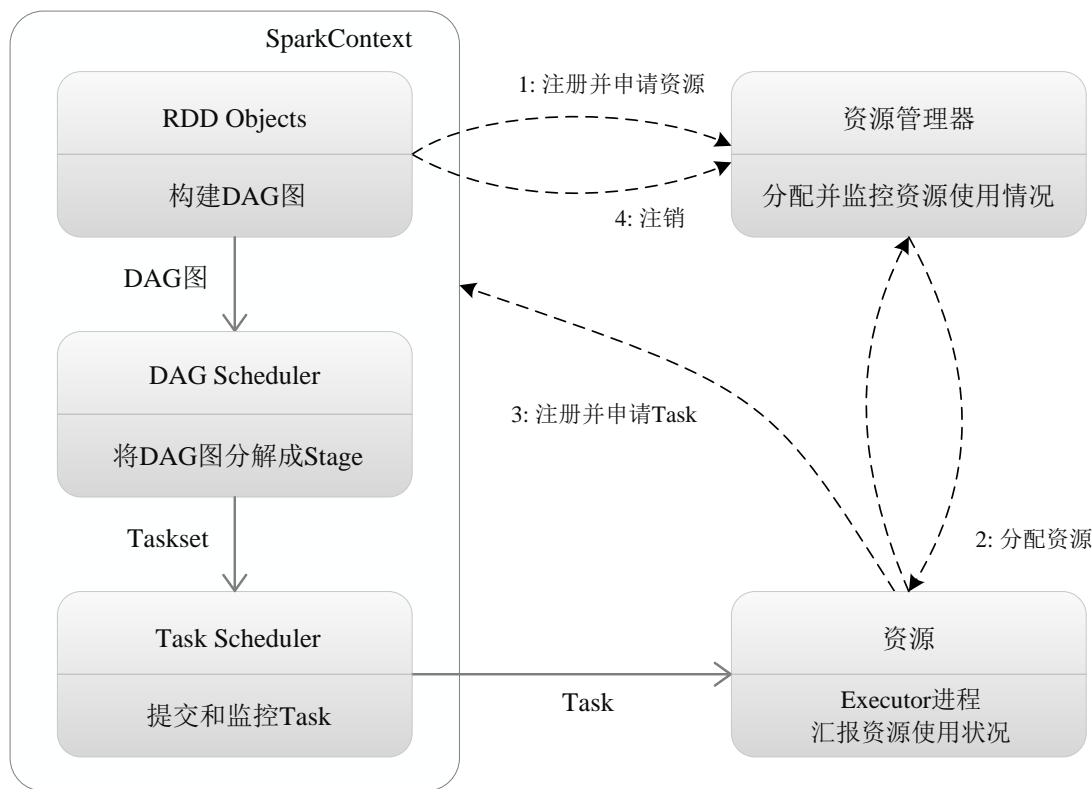 SparkContext
RDD Objects
构建DAG图
1: 注册并申请资源
资源管理器
分配并监控资源使用情况
4: 注销
DAG图
DAG Scheduler
将DAG图分解成Stage
3: 注册并申请Task
2: 分配资源
Taskset
Task Scheduler
提交和监控Task
Task
资源
Executor进程
汇报资源使用状况